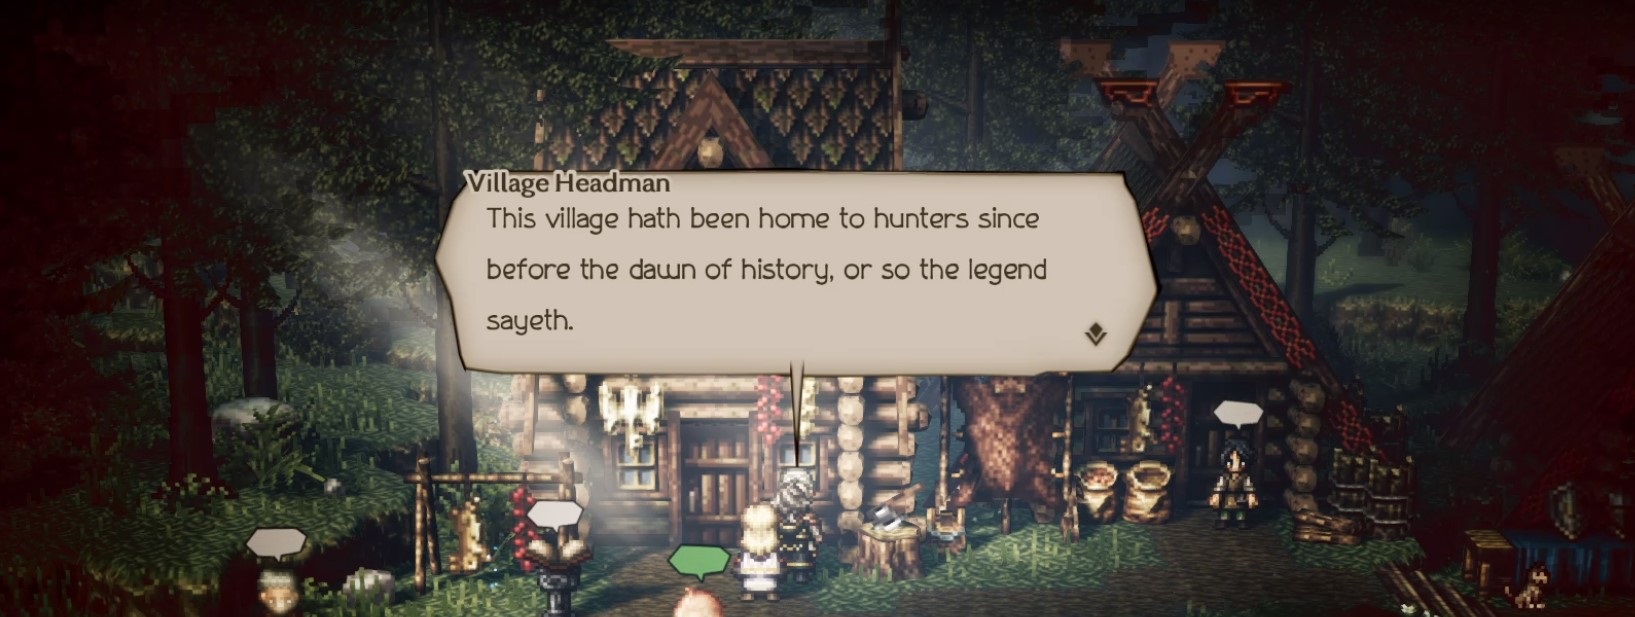 Village Headman
This village hath been home to hunters since
before the dawn of history, or so the legend
sayeth.